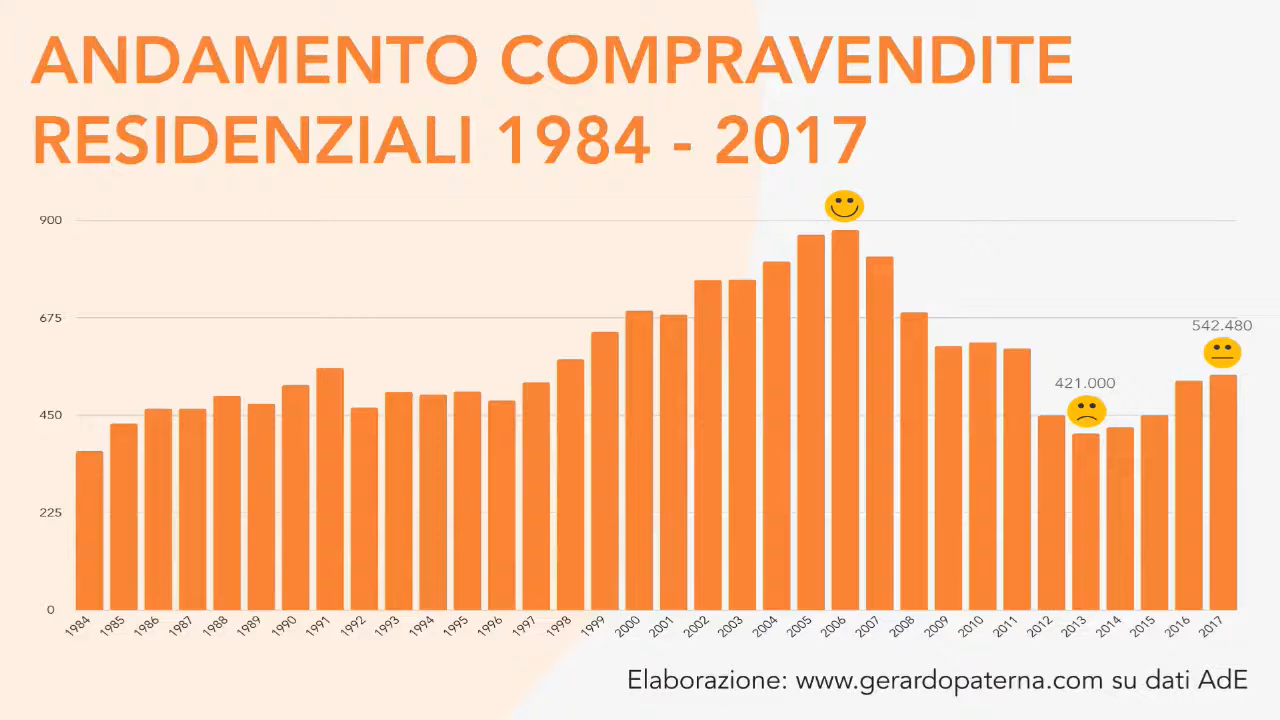 ANDAMENTO COMPRAVENDITE
RESIDENZIALI 1984 - 2017
900
675
542.480
421.000
450
225
0
1984 1985 1986 1987 1988 1989 1990 1991 1992 1993 1994 1995 1996 1997 1998 1999 2000 2001 2002 2003 2004 2005 2006 2007 2008 2009 2010 2011 2012 2013 2014 2015 2016 2017
Elaborazione: www.gerardopaterna.com su dati AdE